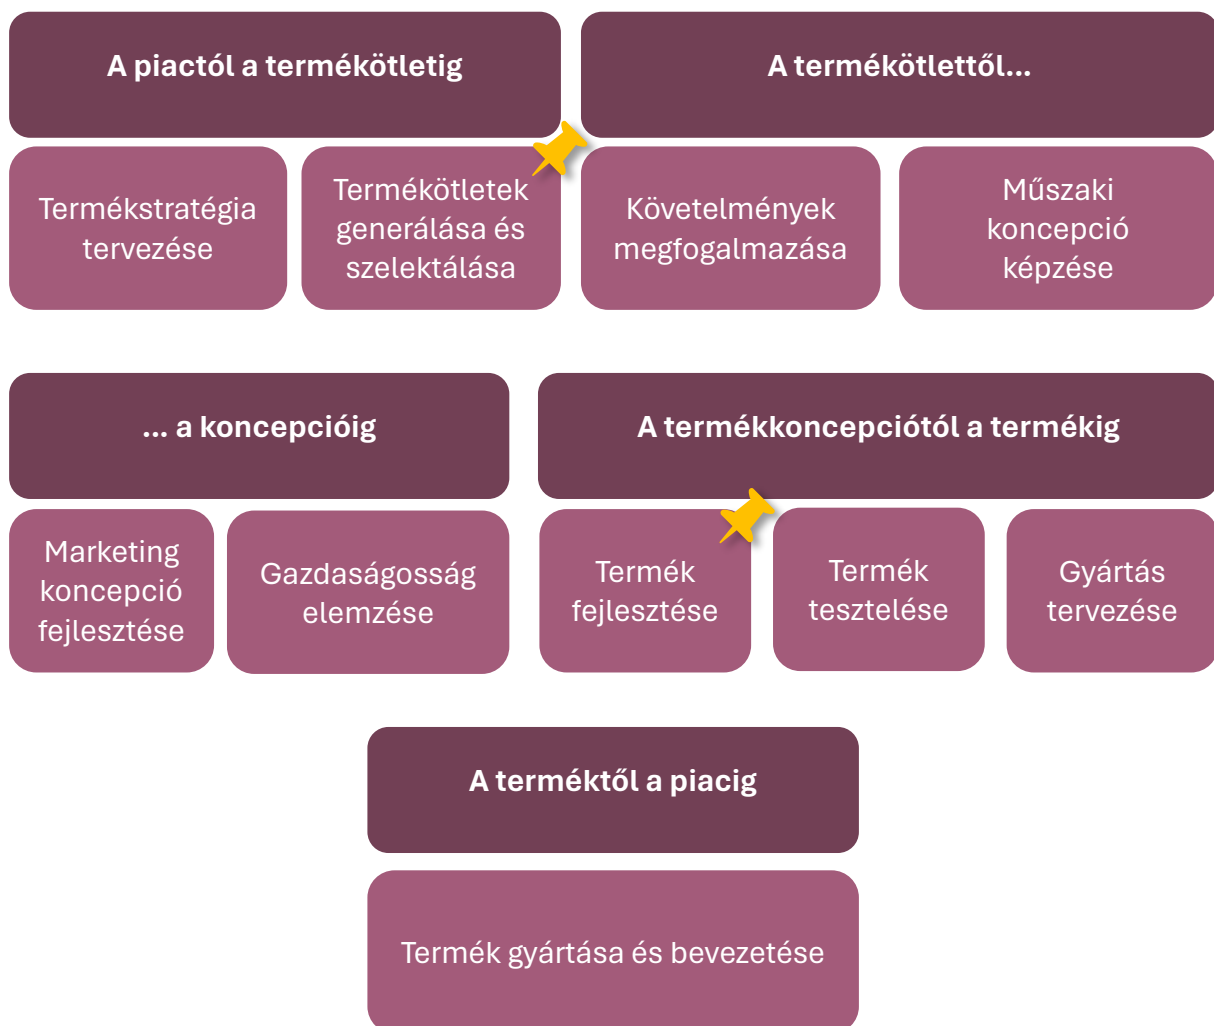 A piactól a termékötletig
A termékötlettől...
Termékstratégia
tervezése
Termékötletek
generálása és
szelektálása
Követelmények
megfogalmazása
Műszaki
koncepció
képzése
... a koncepcióig
A termékkoncepciótól a termékig
Marketing
koncepció
fejlesztése
Gazdaságosság
elemzése
Termék
fejlesztése
Termék
tesztelése
Gyártás
tervezése
A terméktől a piacig
Termék gyártása és bevezetése